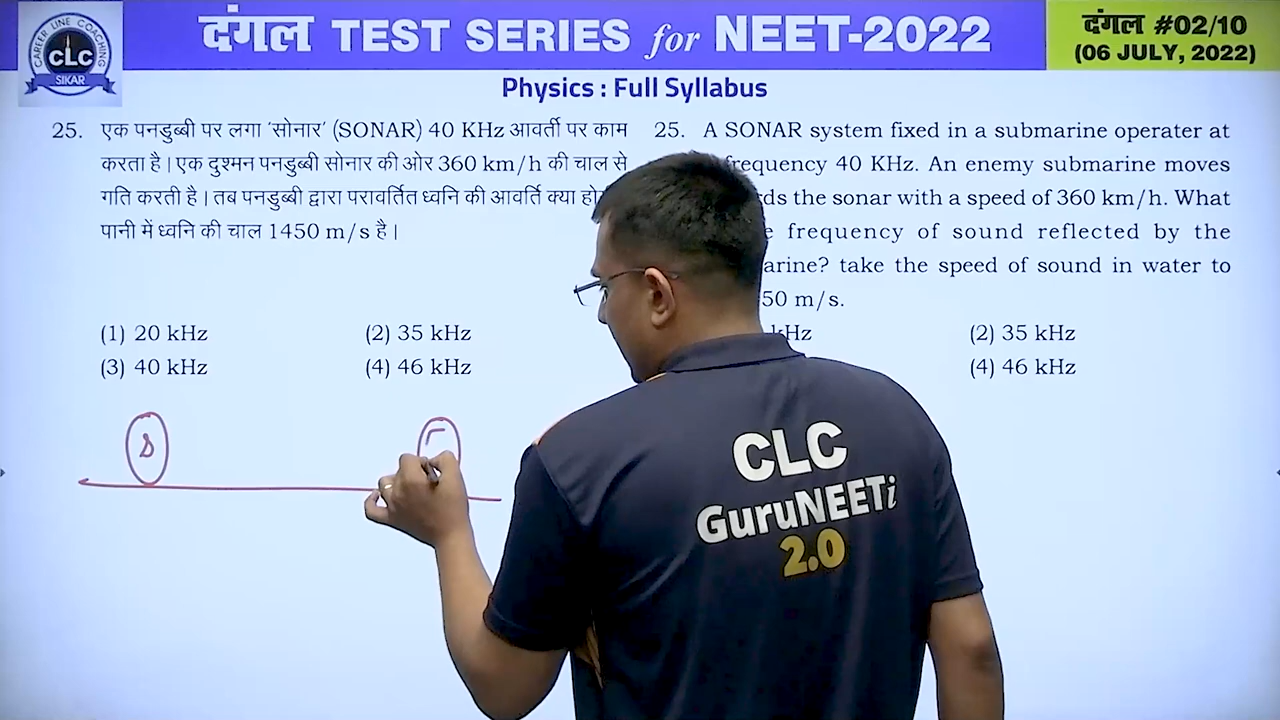 CAREER LINE COACHING
CLC
SIKAR
दंगल TEST SERIES for NEET-2022
दंगल #02/10
(06 JULY, 2022)
Physics : Full Syllabus
25. एक पनडुब्बी पर लगा 'सोनार' (SONAR) 40 KHz आवर्ती पर काम
करता है। एक दुश्मन पनडुब्बी सोनार की ओर 360 km/h की चाल से
गति करती है। तब पनडुब्बी द्वारा परावर्तित ध्वनि की आवर्ति क्या
पानी में ध्वनि की चाल 1450 m/s है।
(1) 20 kHz (2) 35 kHz
(3) 40 kHz (4) 46 kHz
25. A SONAR system fixed in a submarine operater at
frequency 40 KHz. An enemy submarine moves
the sonar with a speed of 360 km/h. What
frequency of sound reflected by the
take the speed of sound in water to
50 m/s.
kHz (2) 35 kHz
(4) 46 kHz
S
CLC
GuruNEETi
2.0